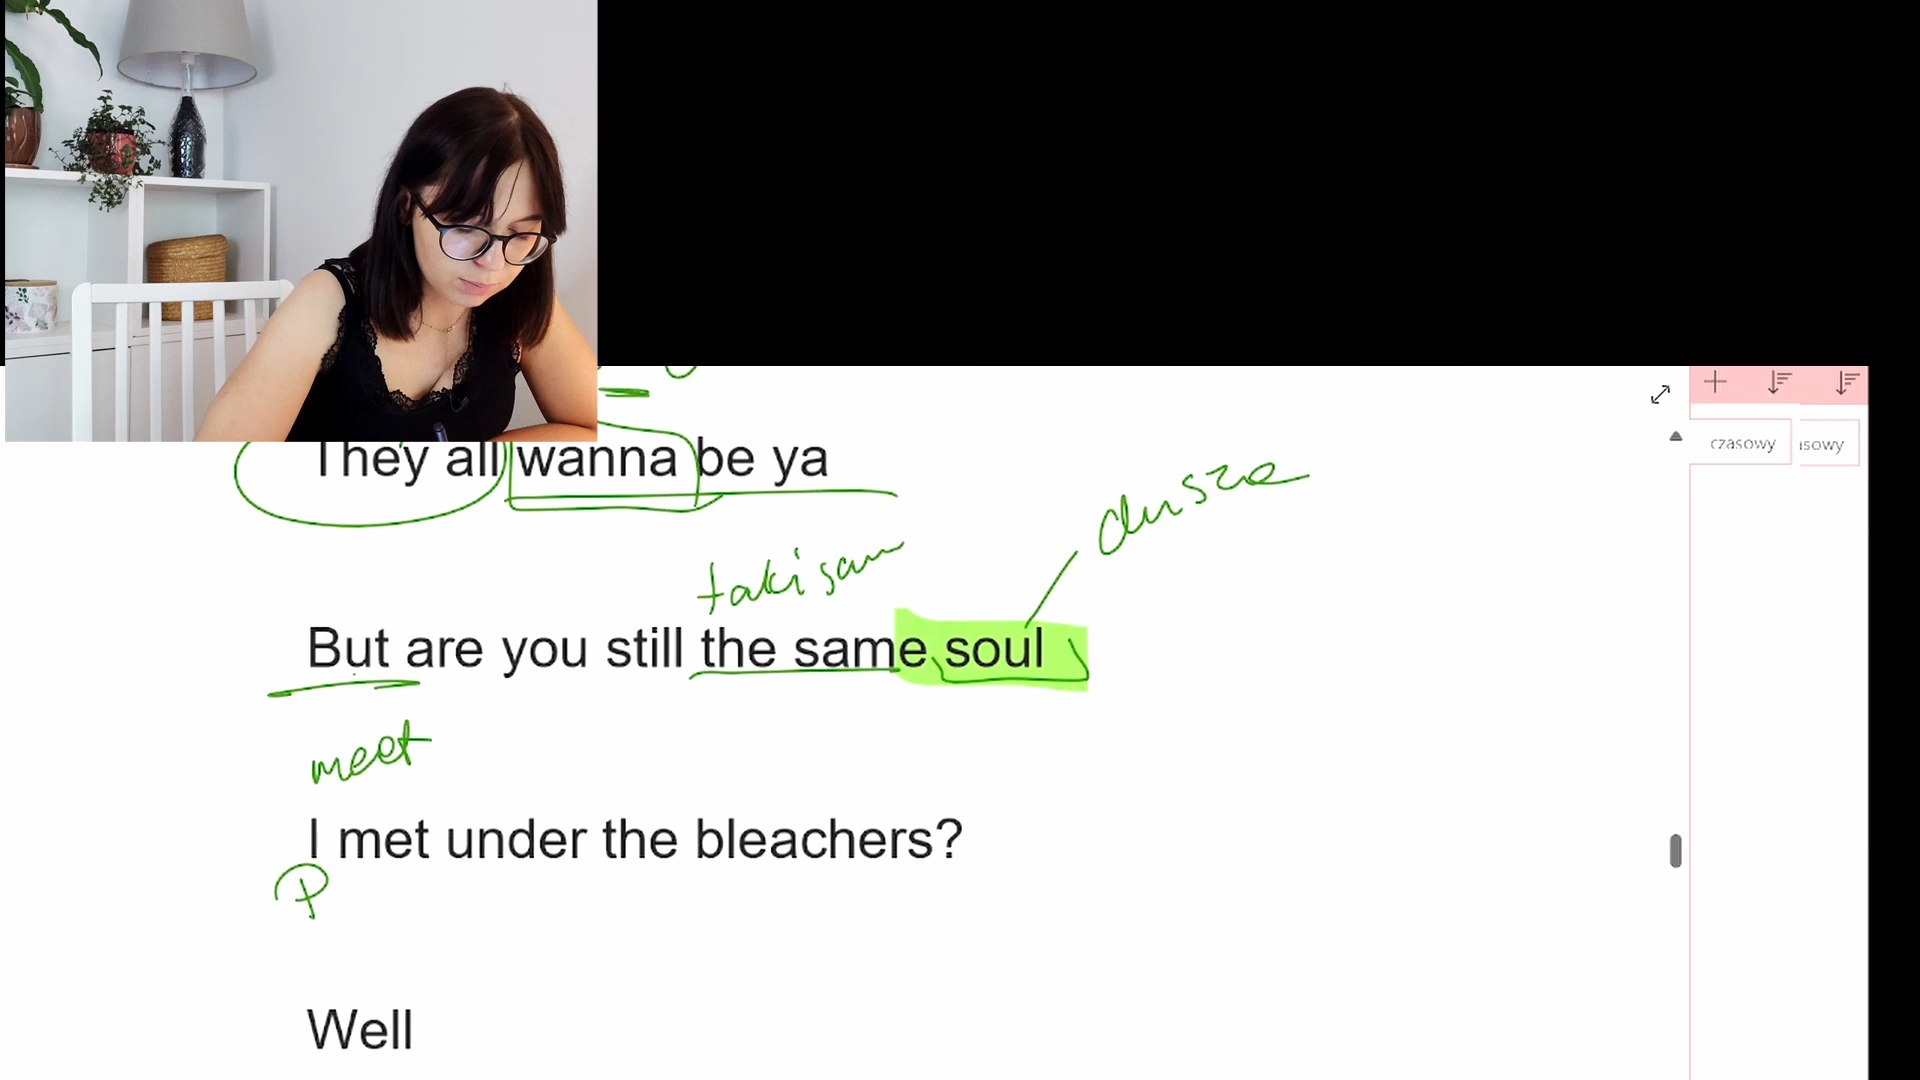 They all wanna be ya
czasowy
asowy
dusza
taki sam
But are you still the same soul
meet
I met under the bleachers?
P
Well